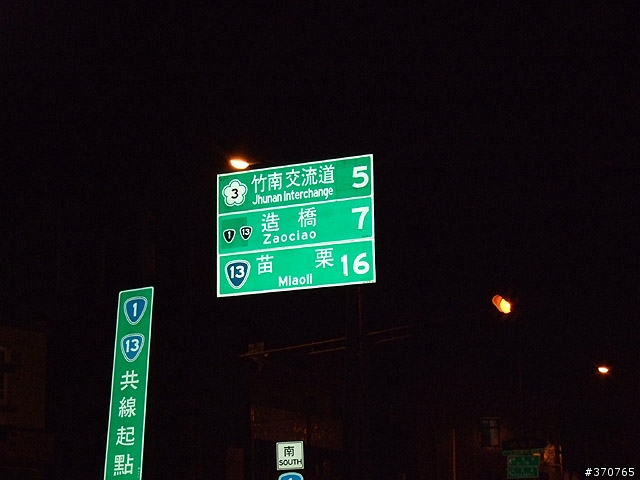 3 竹南交流道 5
Jhunan Interchange
1 13 造橋 7
Zaociao
13 苗栗 16
Miaoli
1
13
共線起點
南
SOUTH
1
#370765